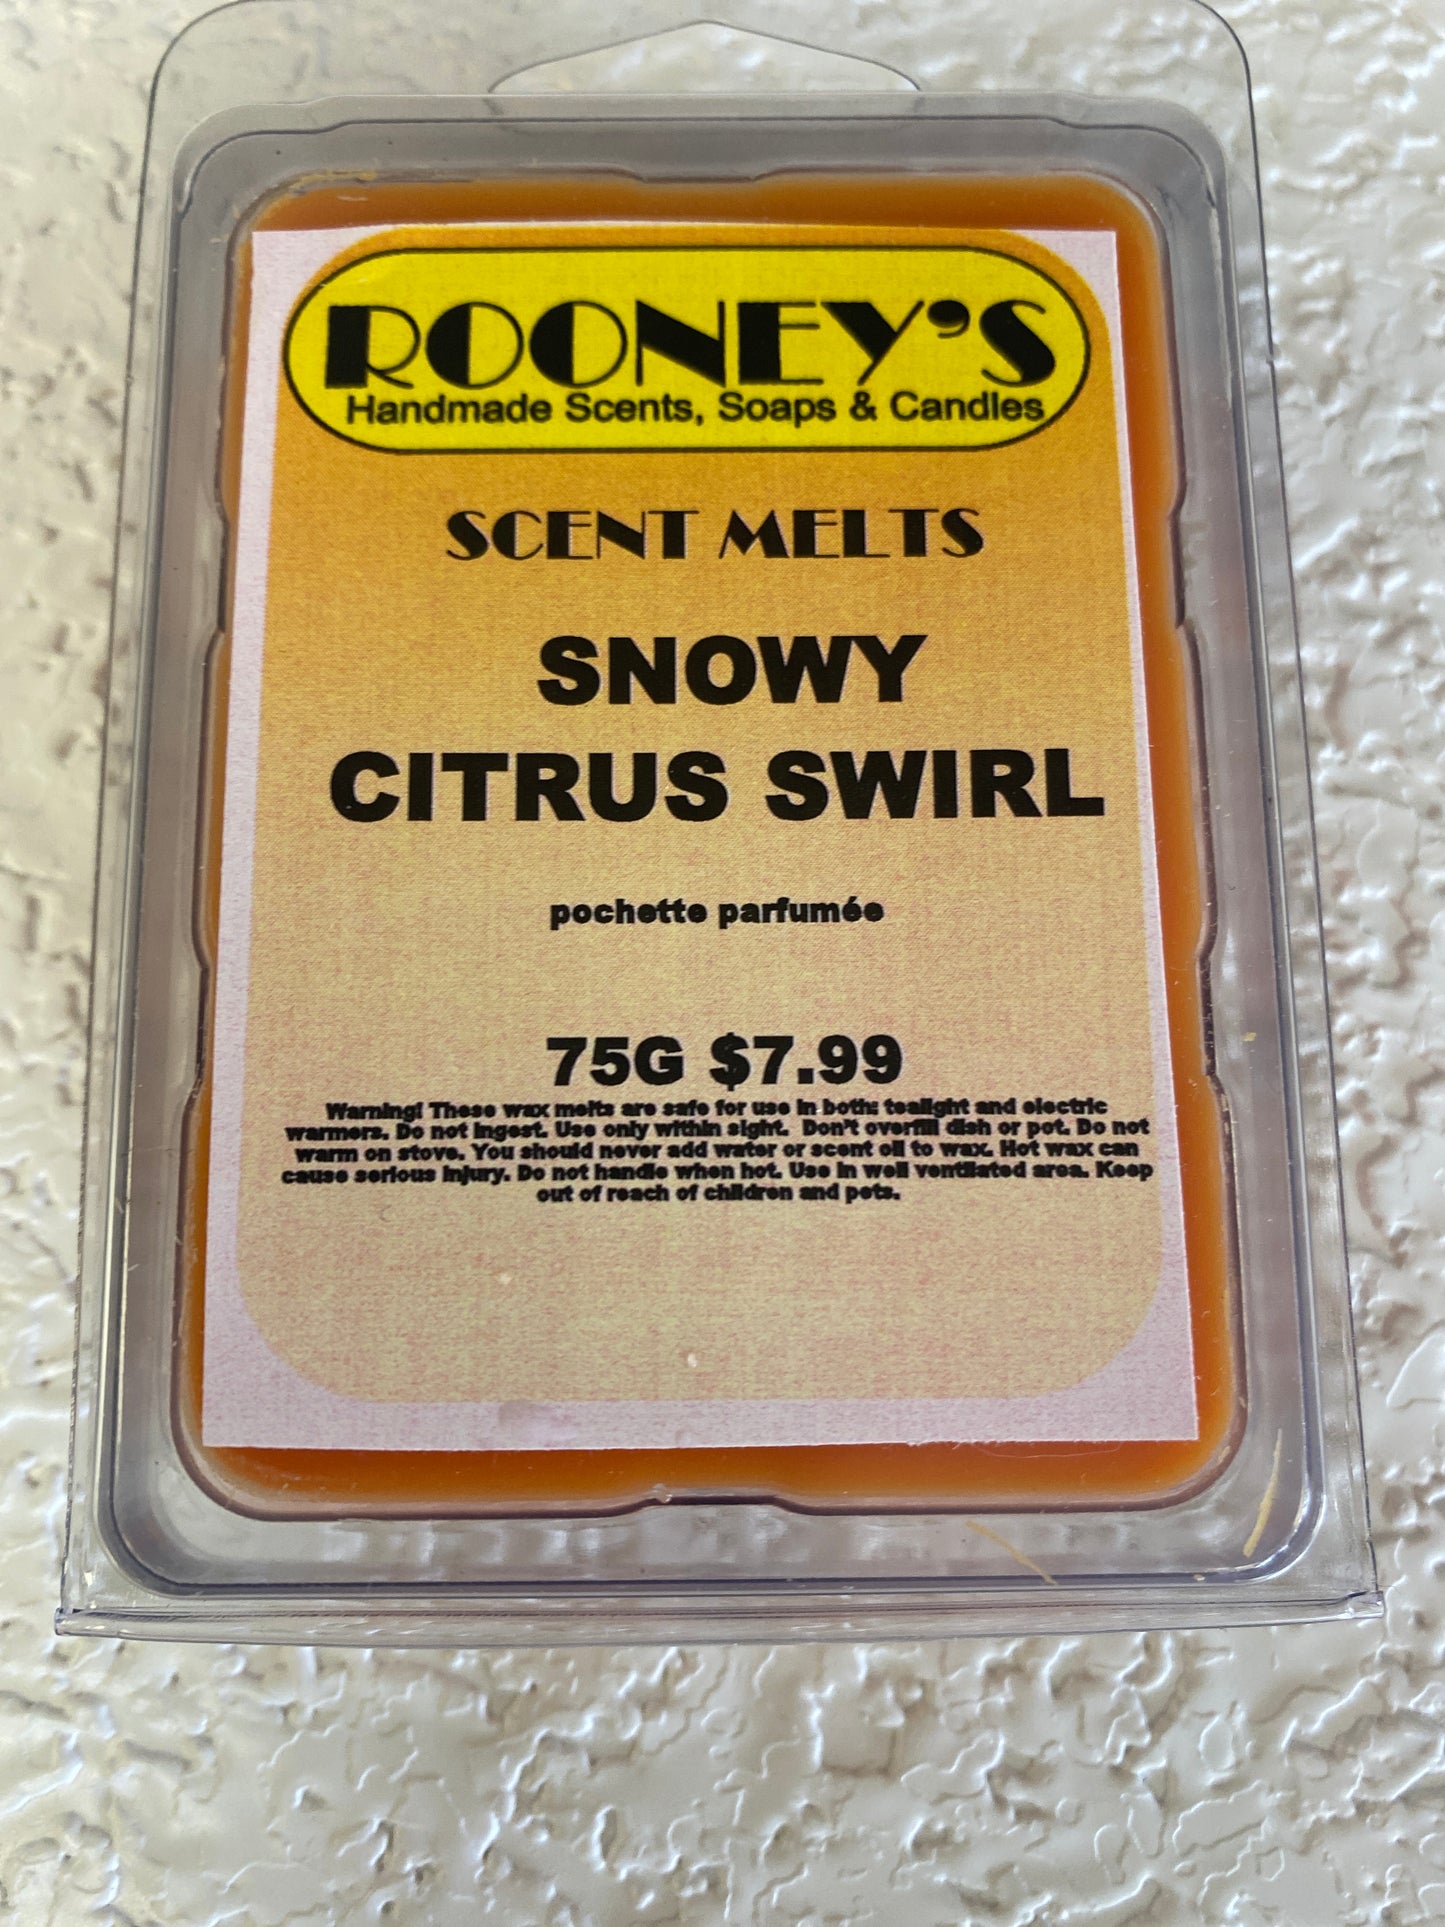 ROONEY'S
Handmade Scents, Soaps & Candles
SCENT MELTS
SNOWY
CITRUS SWIRL
pochette parfumée
75G $7.99
Warning! These wax melts are safe for use in both: tealight and electric
warmers. Do not ingest. Use only within sight. Don't overfill dish or pot. Do not
warm on stove. You should never add water or scent oil to wax. Hot wax can
cause serious injury. Do not handle when hot. Use in well ventilated area. Keep
out of reach of children and pets.